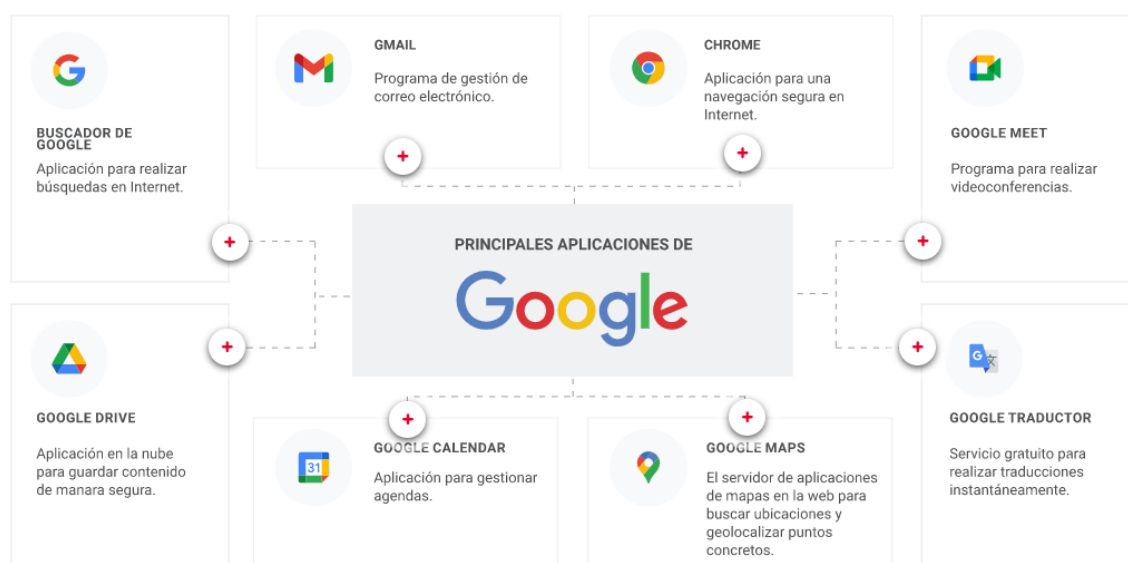 BUSCADOR DE
GOOGLE
Aplicación para realizar
búsquedas en Internet.
GMAIL
Programa de gestión de
correo electrónico.
CHROME
Aplicación para una
navegación segura en
Internet.
GOOGLE MEET
Programa para realizar
videoconferencias.
PRINCIPALES APLICACIONES DE
Google
GOOGLE DRIVE
Aplicación en la nube
para guardar contenido
de manara segura.
31
GOOGLE CALENDAR
Aplicación para gestionar
agendas.
GOOGLE MAPS
El servidor de aplicaciones
de mapas en la web para
buscar ubicaciones y
geolocalizar puntos
concretos.
G 文
GOOGLE TRADUCTOR
Servicio gratuito para
realizar traducciones
instantáneamente.